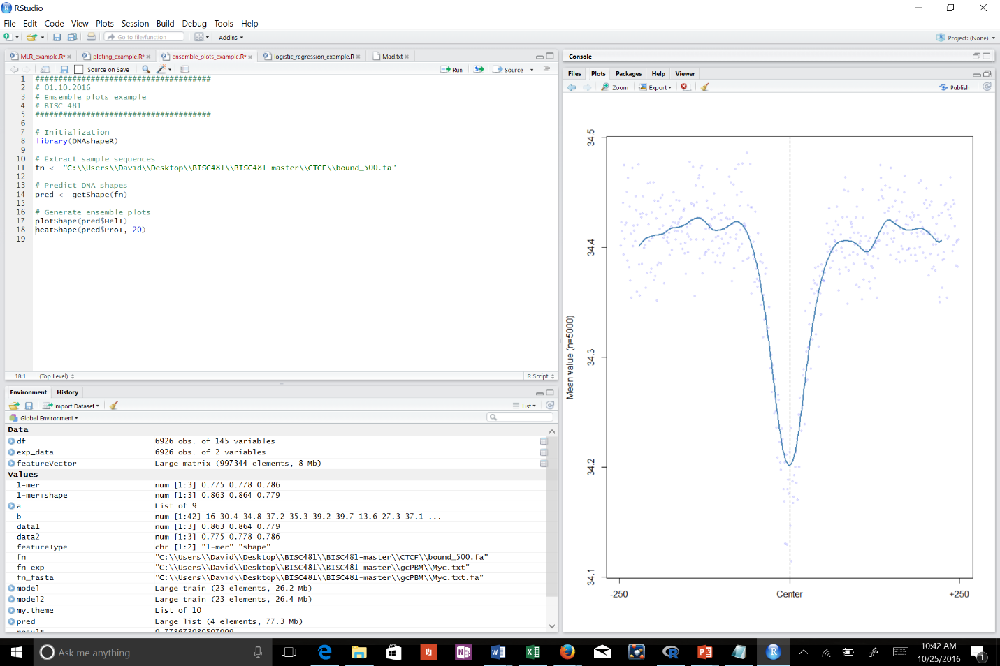 RStudio
File Edit Code View Plots Session Build Debug Tools Help
Go to file/function Addins Project: (None)
MLR_example.R* ploting_example.R* ensemble_plots_example.R* logistic_regression_example.R Mad.txt
Source on Save Run Source
1 ######################################
2 # 01.10.2016
3 # Emsemble plots example
4 # BISC 481
5 ######################################
6
7 # Initialization
8 library(DNAshapeR)
9
10 # Extract sample sequences
11 fn <- "C:\\Users\\David\\Desktop\\BISC481\\BISC481-master\\CTCF\\bound_500.fa"
12
13 # Predict DNA shapes
14 pred <- getShape(fn)
15
16 # Generate ensemble plots
17 plotShape(pred$HelT)
18 heatShape(pred$ProT, 20)
19
18:1 (Top Level) R Script
Environment History
Import Dataset List
Global Environment
Data
df 6926 obs. of 145 variables
exp_data 6926 obs. of 2 variables
featureVector Large matrix (997344 elements, 8 Mb)
Values
1-mer num [1:3] 0.775 0.778 0.786
1-mer+shape num [1:3] 0.863 0.864 0.779
a List of 9
b num [1:42] 16 30.4 34.8 37.2 35.3 39.2 39.7 13.6 27.3 37.1 ...
data1 num [1:3] 0.863 0.864 0.779
data2 num [1:3] 0.775 0.778 0.786
featureType chr [1:2] "1-mer" "shape"
fn "C:\\Users\\David\\Desktop\\BISC481\\BISC481-master\\CTCF\\bound_500.fa"
fn_exp "C:\\Users\\David\\Desktop\\BISC481\\BISC481-master\\gcPBM\\Myc.txt"
fn_fasta "C:\\Users\\David\\Desktop\\BISC481\\BISC481-master\\gcPBM\\Myc.txt.fa"
model Large train (23 elements, 26.2 Mb)
model2 Large train (23 elements, 26.4 Mb)
my.theme List of 10
pred Large list (4 elements, 77.3 Mb)
result 0.778673080507099
Console
Files Plots Packages Help Viewer
Zoom Export Publish
34.5
34.4
34.3
34.2
34.1
Mean value (n=5000)
-250 Center +250
Ask me anything
10:42 AM
10/25/2016
1